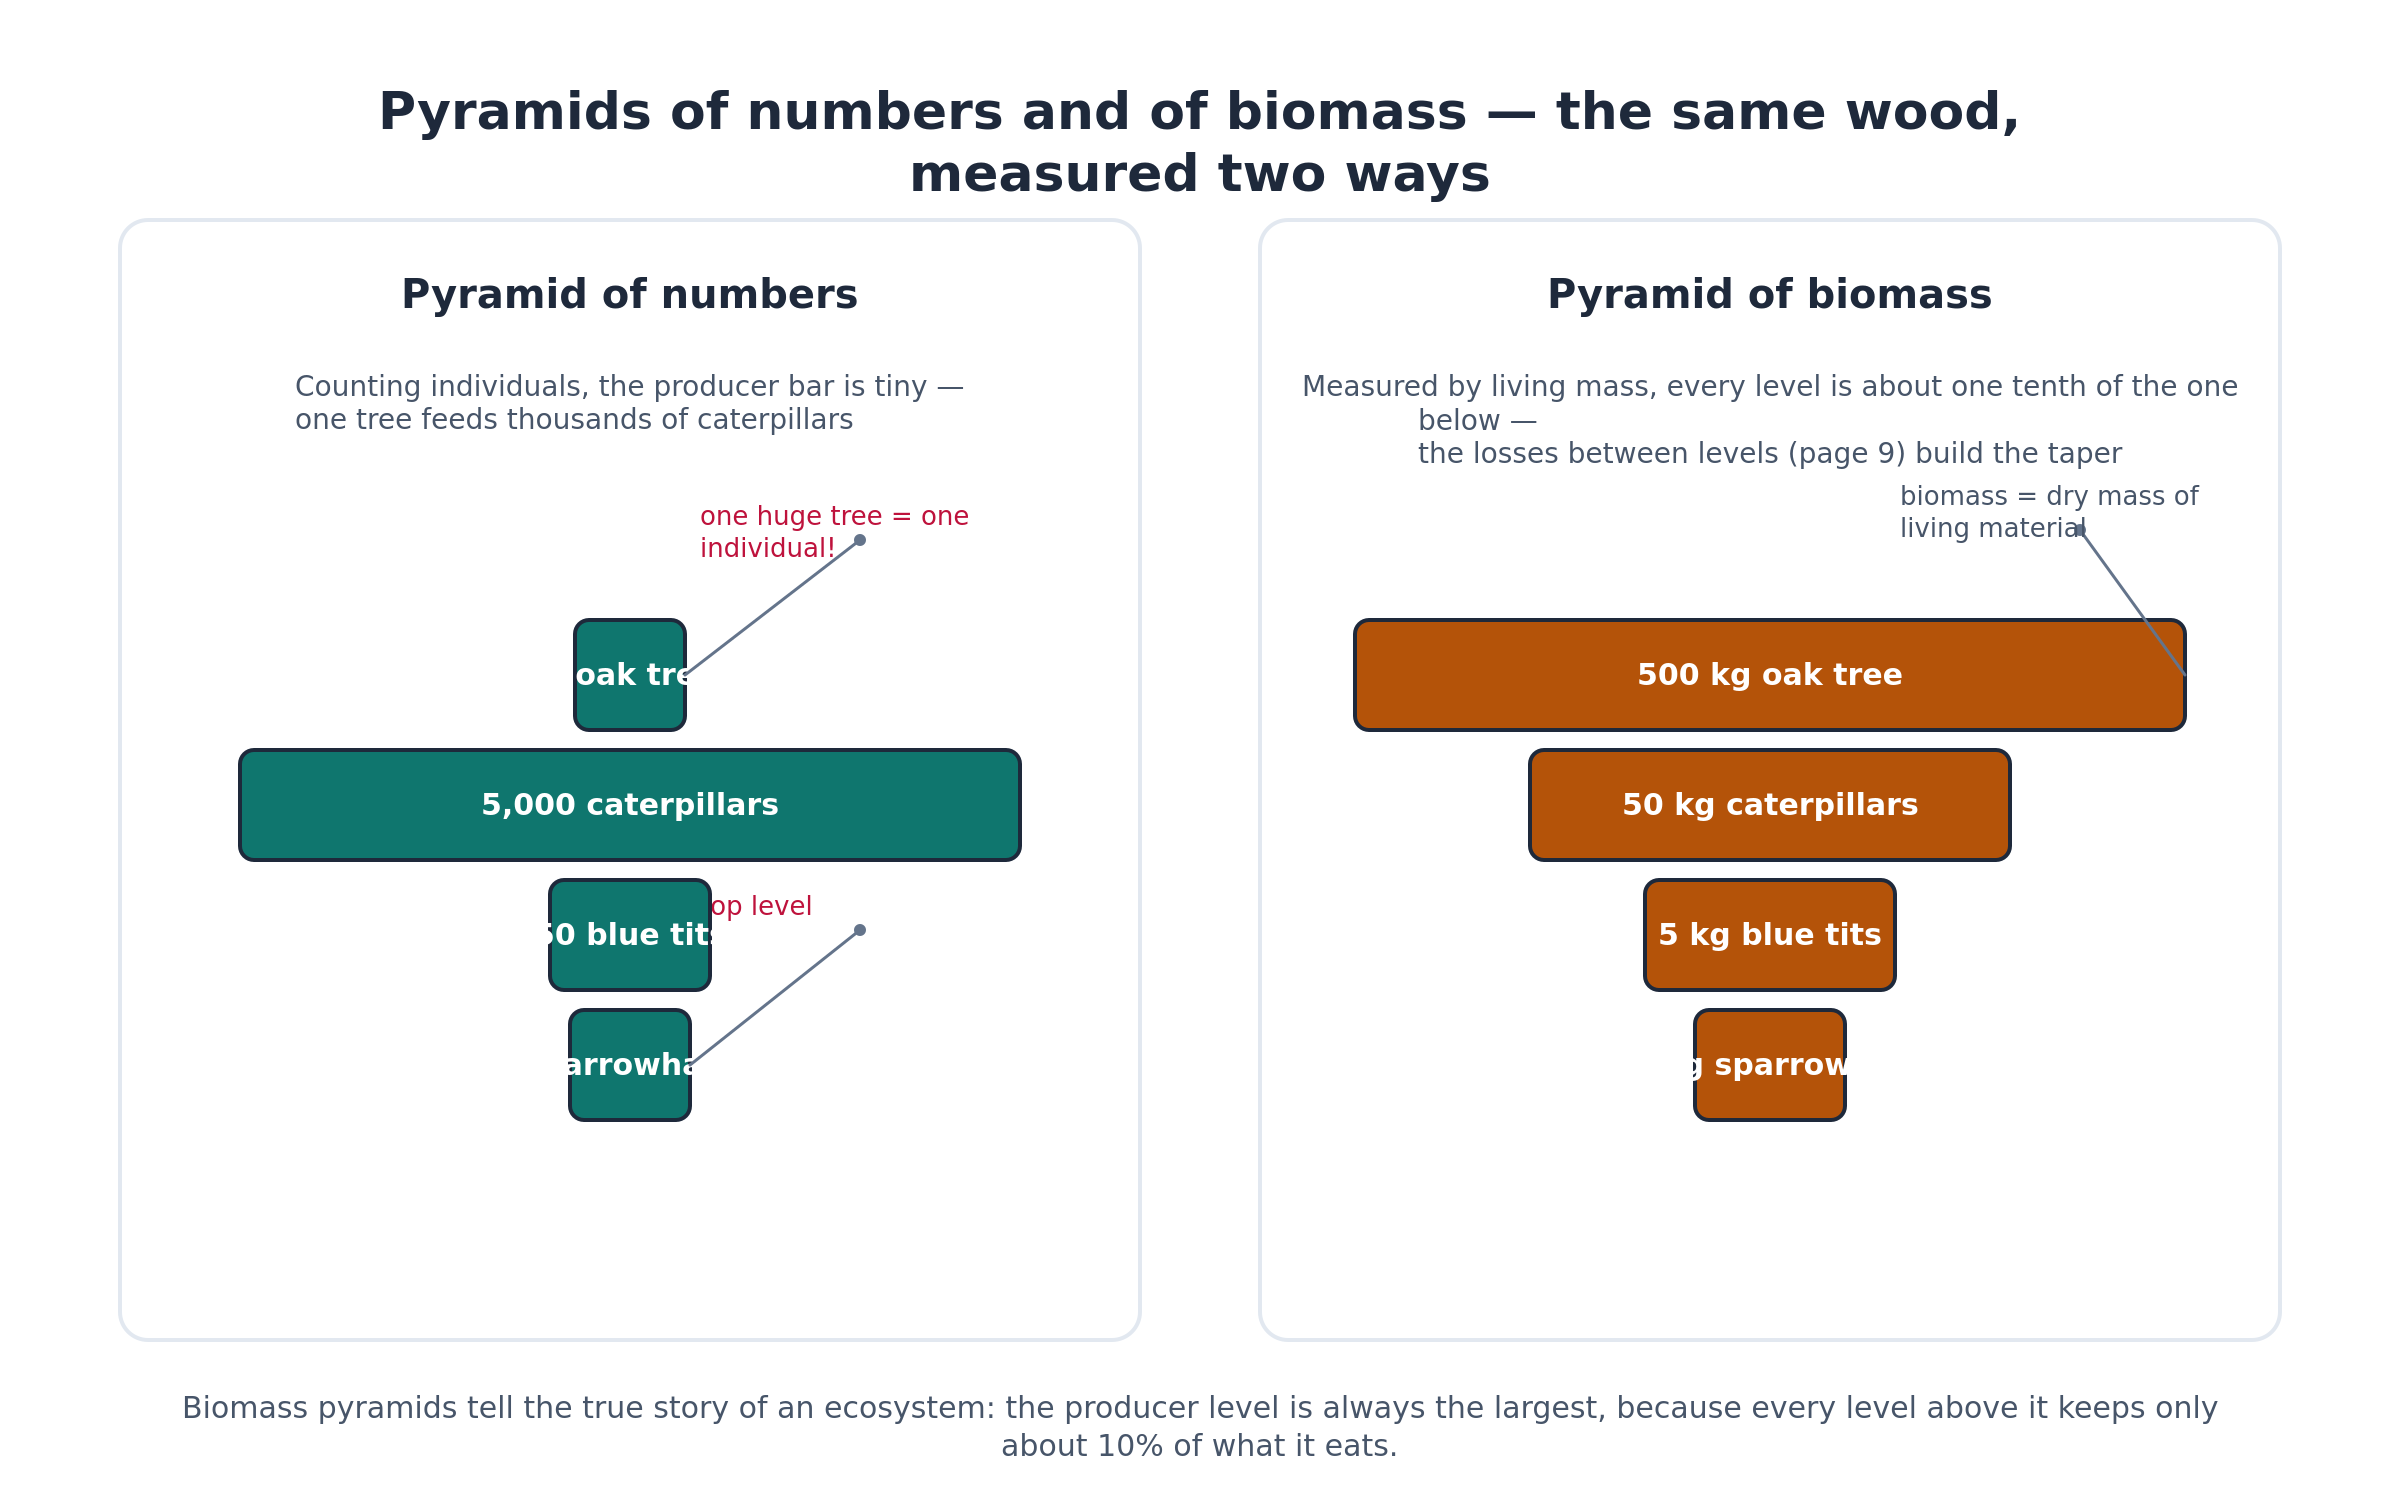 Pyramids of numbers and of biomass — the same wood,
measured two ways
Pyramid of numbers
Counting individuals, the producer bar is tiny —
one tree feeds thousands of caterpillars
one huge tree = one
individual!
oak
5,000 caterpillars
level
50 blue tits
Pyramid of biomass
Measured by living mass, every level is about one tenth of the one
below —
the losses between levels (page 9) build the taper
biomass = dry mass of
living material
500 kg oak tree
50 kg caterpillars
5 kg blue tits
Biomass pyramids tell the true story of an ecosystem: the producer level is always the largest, because every level above it keeps only
about 10% of what it eats.